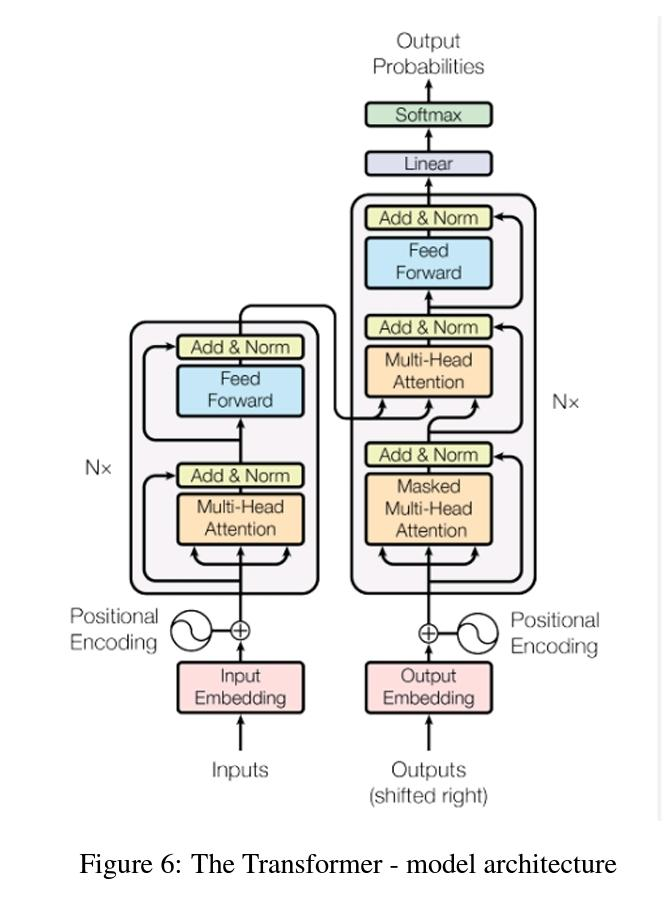 Output
Probabilities
Softmax
Linear
Add & Norm
Feed
Forward
Add & Norm
Multi-Head
Attention
Add & Norm
Masked
Multi-Head
Attention
Nx
Positional
Encoding
Output
Embedding
Outputs
(shifted right)
Add & Norm
Feed
Forward
Add & Norm
Multi-Head
Attention
Nx
Positional
Encoding
Input
Embedding
Inputs
Figure 6: The Transformer - model architecture